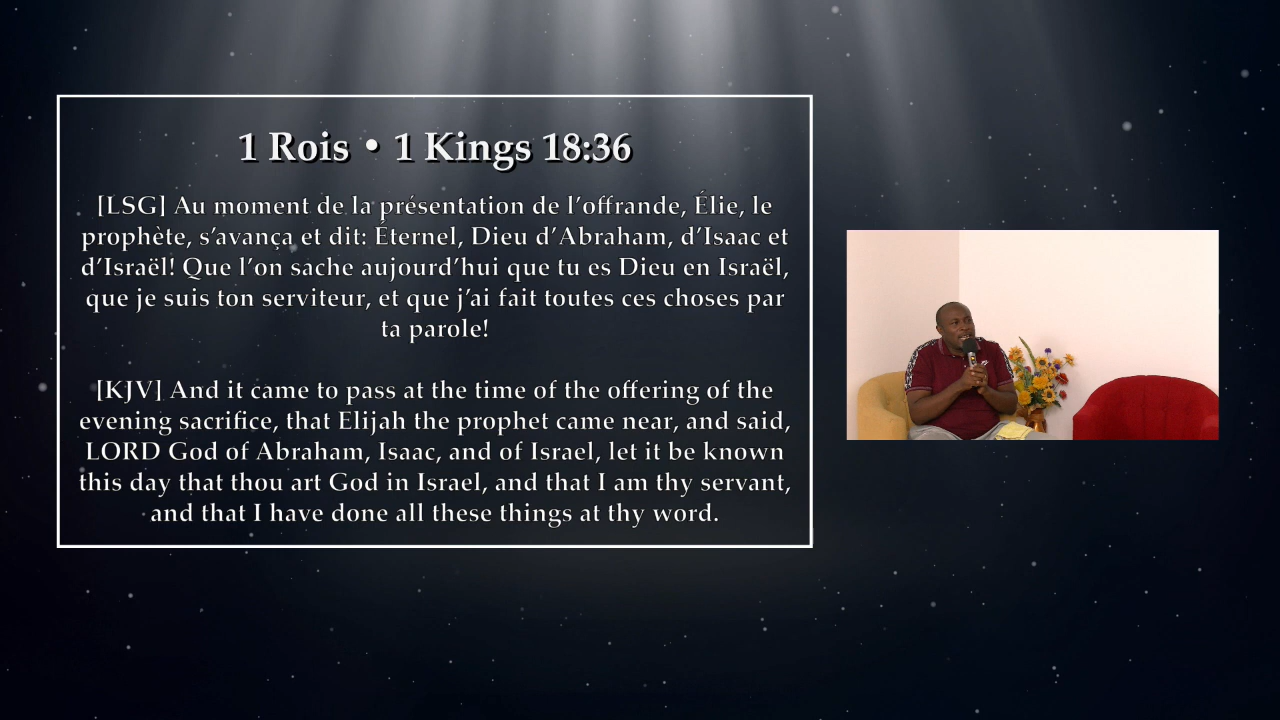 1 Rois • 1 Kings 18:36
[LSG] Au moment de la présentation de l’offrande, Élie, le
prophète, s’avança et dit: Éternel, Dieu d’Abraham, d’Isaac et
d’Israël! Que l’on sache aujourd’hui que tu es Dieu en Israël,
que je suis ton serviteur, et que j’ai fait toutes ces choses par
ta parole!
[KJV] And it came to pass at the time of the offering of the
evening sacrifice, that Elijah the prophet came near, and said,
LORD God of Abraham, Isaac, and of Israel, let it be known
this day that thou art God in Israel, and that I am thy servant,
and that I have done all these things at thy word.